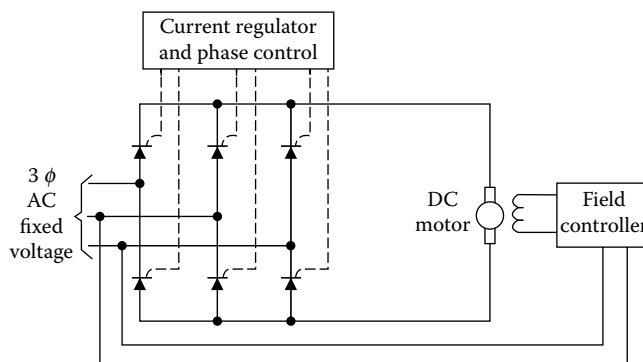 Current regulator
and phase control
3 ϕ
AC
fixed
voltage
DC
motor
Field
controller